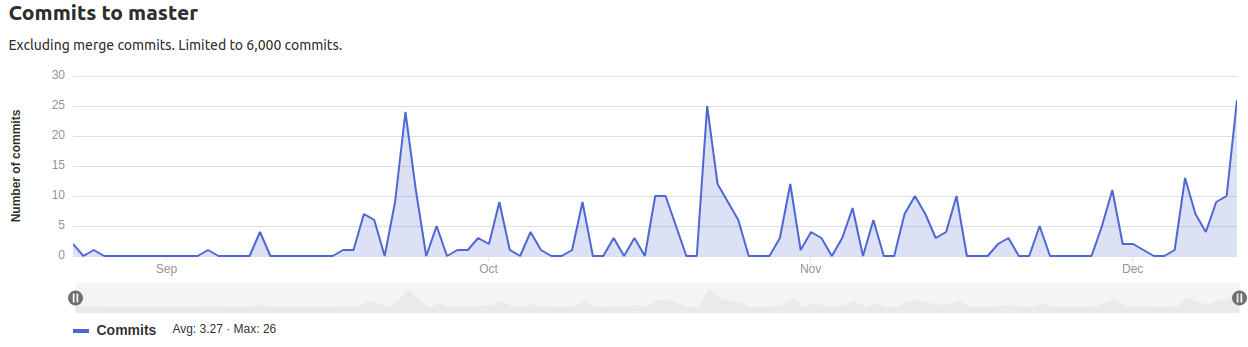 Commits to master
Excluding merge commits. Limited to 6,000 commits.
Number of commits
30
25
20
15
10
5
0
Sep Oct Nov Dec
Commits Avg: 3.27 · Max: 26